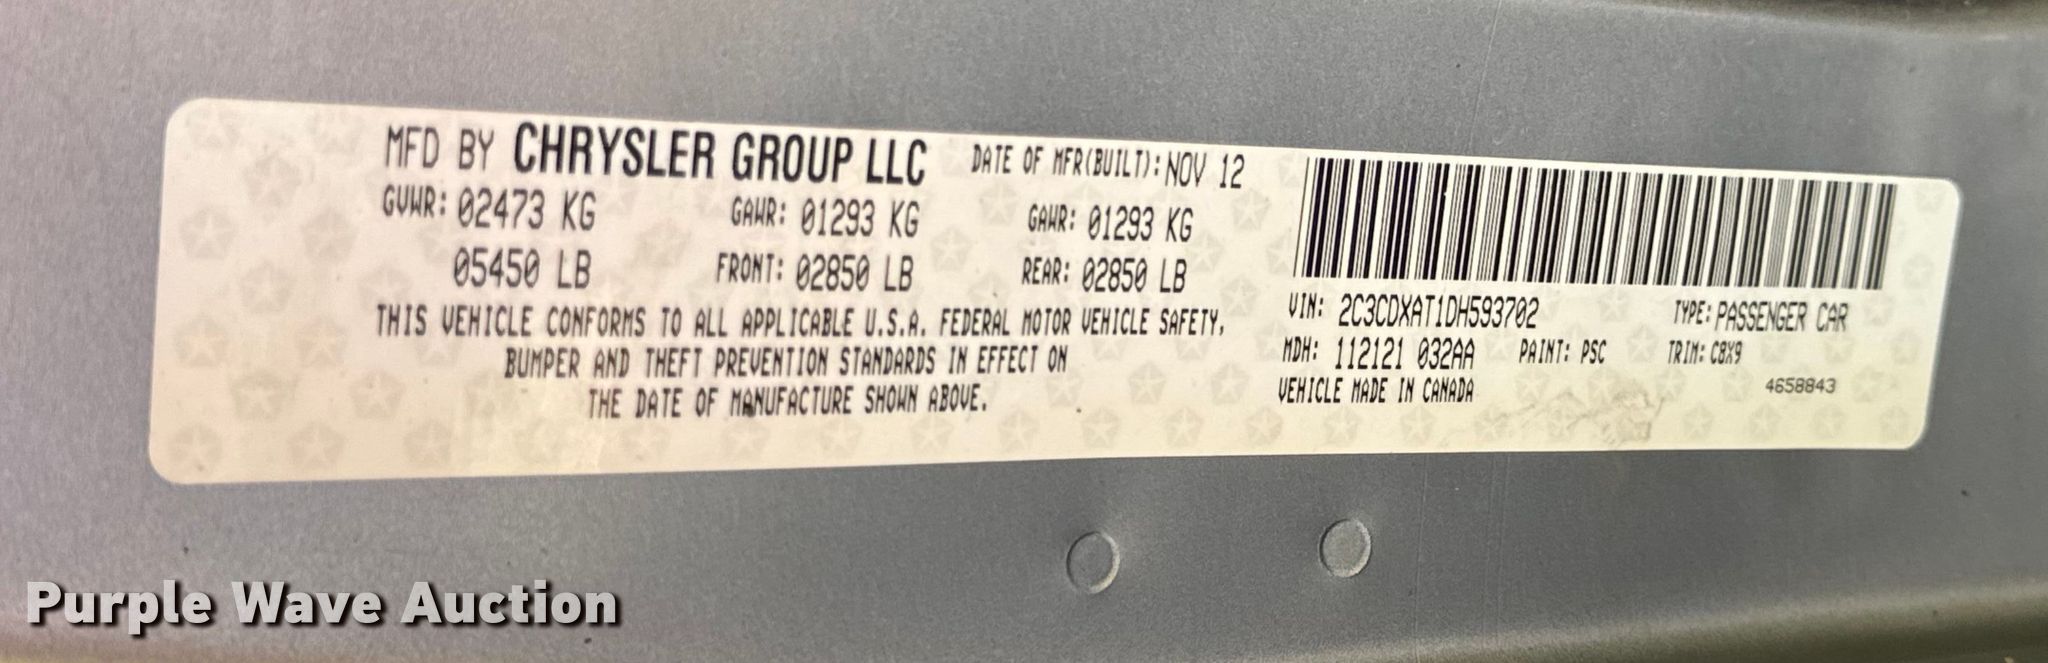 MFD BY CHRYSLER GROUP LLC DATE OF MFR(BUILT): NOV 12
GVWR: 02473 KG GAWR: 01293 KG GAWR: 01293 KG
05450 LB FRONT: 02850 LB REAR: 02850 LB
THIS VEHICLE CONFORMS TO ALL APPLICABLE U.S.A. FEDERAL MOTOR VEHICLE SAFETY,
BUMPER AND THEFT PREVENTION STANDARDS IN EFFECT ON
THE DATE OF MANUFACTURE SHOWN ABOVE.
VIN: 2C3CDXAT1DH593702 TYPE: PASSENGER CAR
MDH: 112121 032AA PAINT: PSC TRIM: C8X9
VEHICLE MADE IN CANADA 4658843
Purple Wave Auction